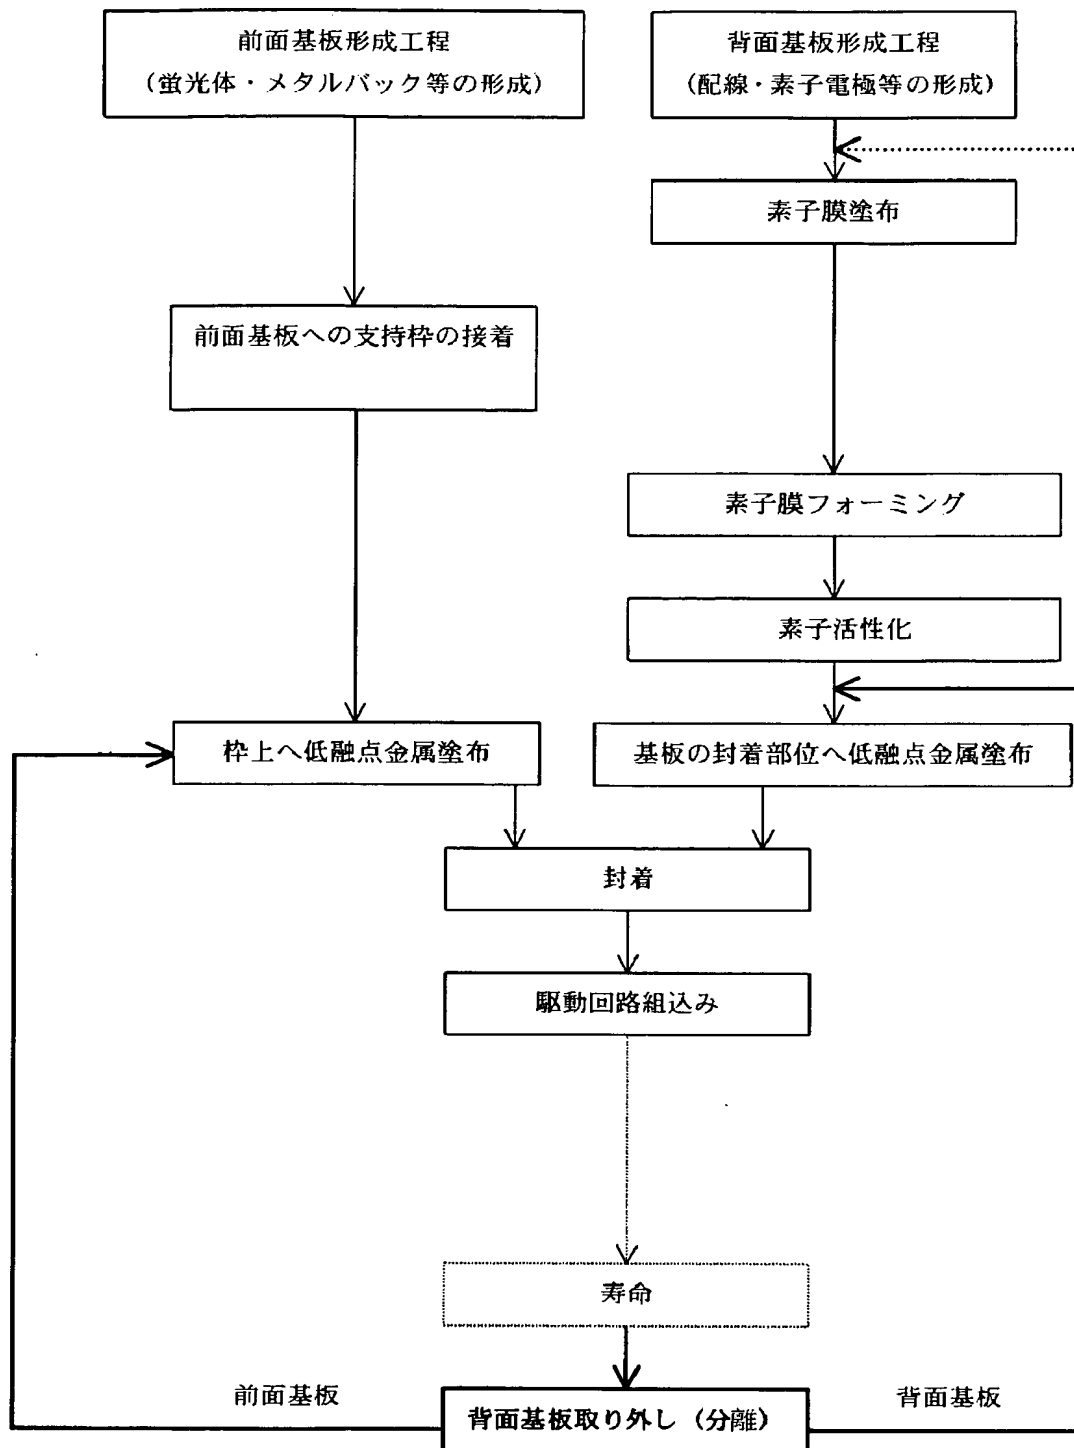 前面基板形成工程
(蛍光体・メタルバック等の形成)
背面基板形成工程
(配線・素子電極等の形成)
素子膜塗布
前面基板への支持枠の接着
素子膜フォーミング
素子活性化
枠上へ低融点金属塗布
基板の封着部位へ低融点金属塗布
封着
駆動回路組込み
寿命
前面基板
背面基板
背面基板取り外し (分離)